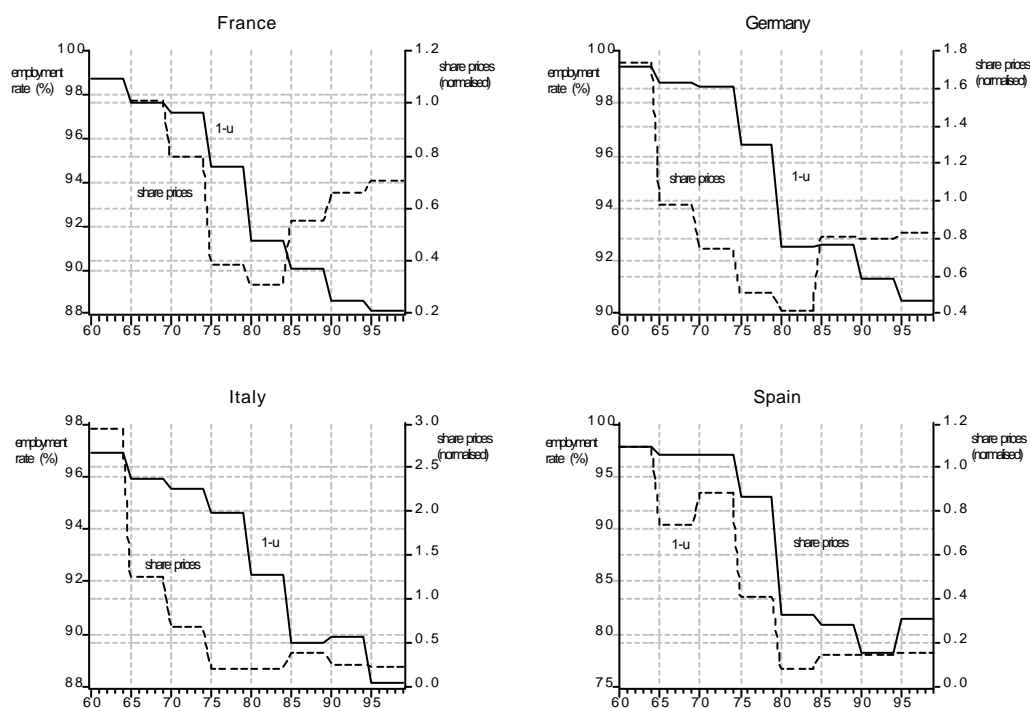 France
employment
rate (%)
share prices
(normalised)
100
98
96
94
92
90
88
1.2
1.0
0.8
0.6
0.4
0.2
1-u
share prices
60 65 70 75 80 85 90 95
Germany
employment
rate (%)
share prices
(normalised)
100
98
96
94
92
90
1.8
1.6
1.4
1.2
1.0
0.8
0.6
0.4
share prices
1-u
60 65 70 75 80 85 90 95
Italy
employment
rate (%)
share prices
(normalised)
98
96
94
92
90
88
3.0
2.5
2.0
1.5
1.0
0.5
0.0
1-u
share prices
60 65 70 75 80 85 90 95
Spain
employment
rate (%)
share prices
(normalised)
100
95
90
85
80
75
1.2
1.0
0.8
0.6
0.4
0.2
0.0
1-u
share prices
60 65 70 75 80 85 90 95